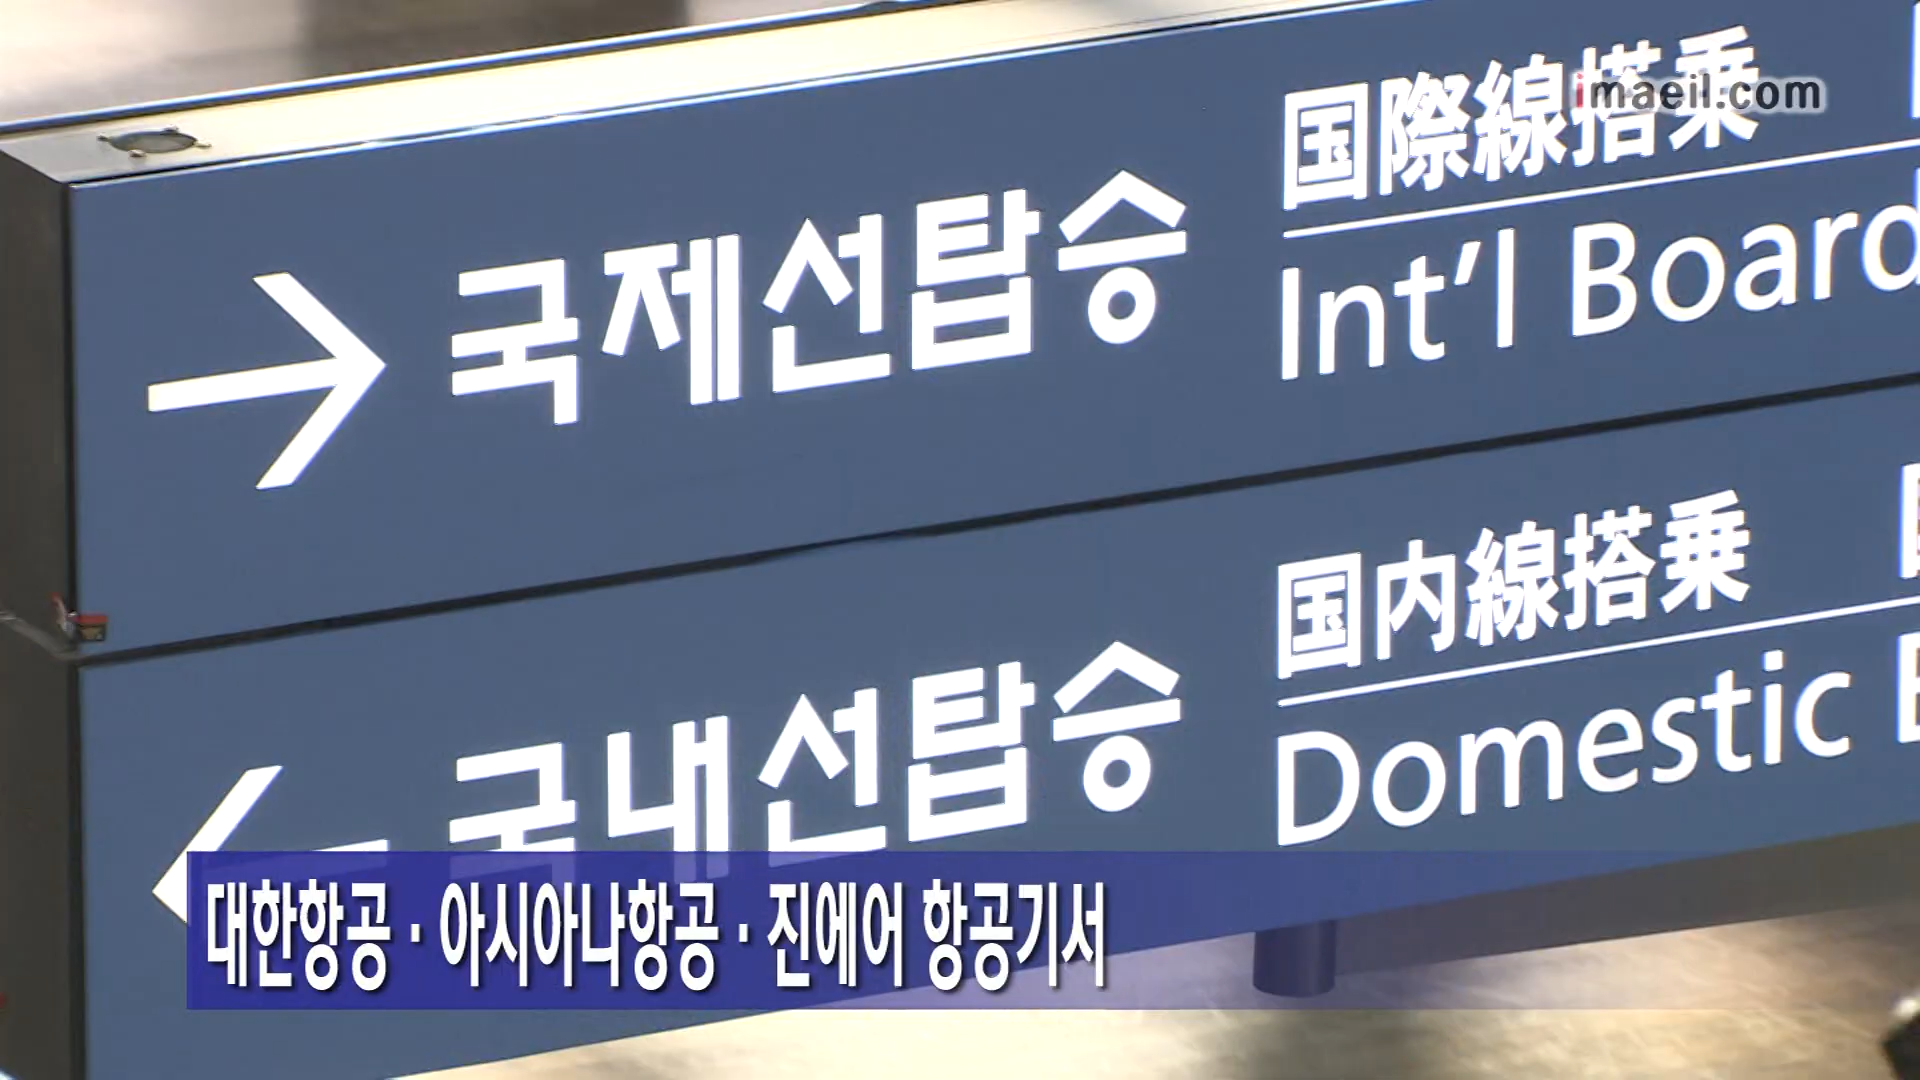 imaeil.com
国際線搭乗
국제선탑승
Int'l Board
国内線搭乗
국내선탑승
Domestic
대한항공 · 아시아나항공 · 진에어 항공기서